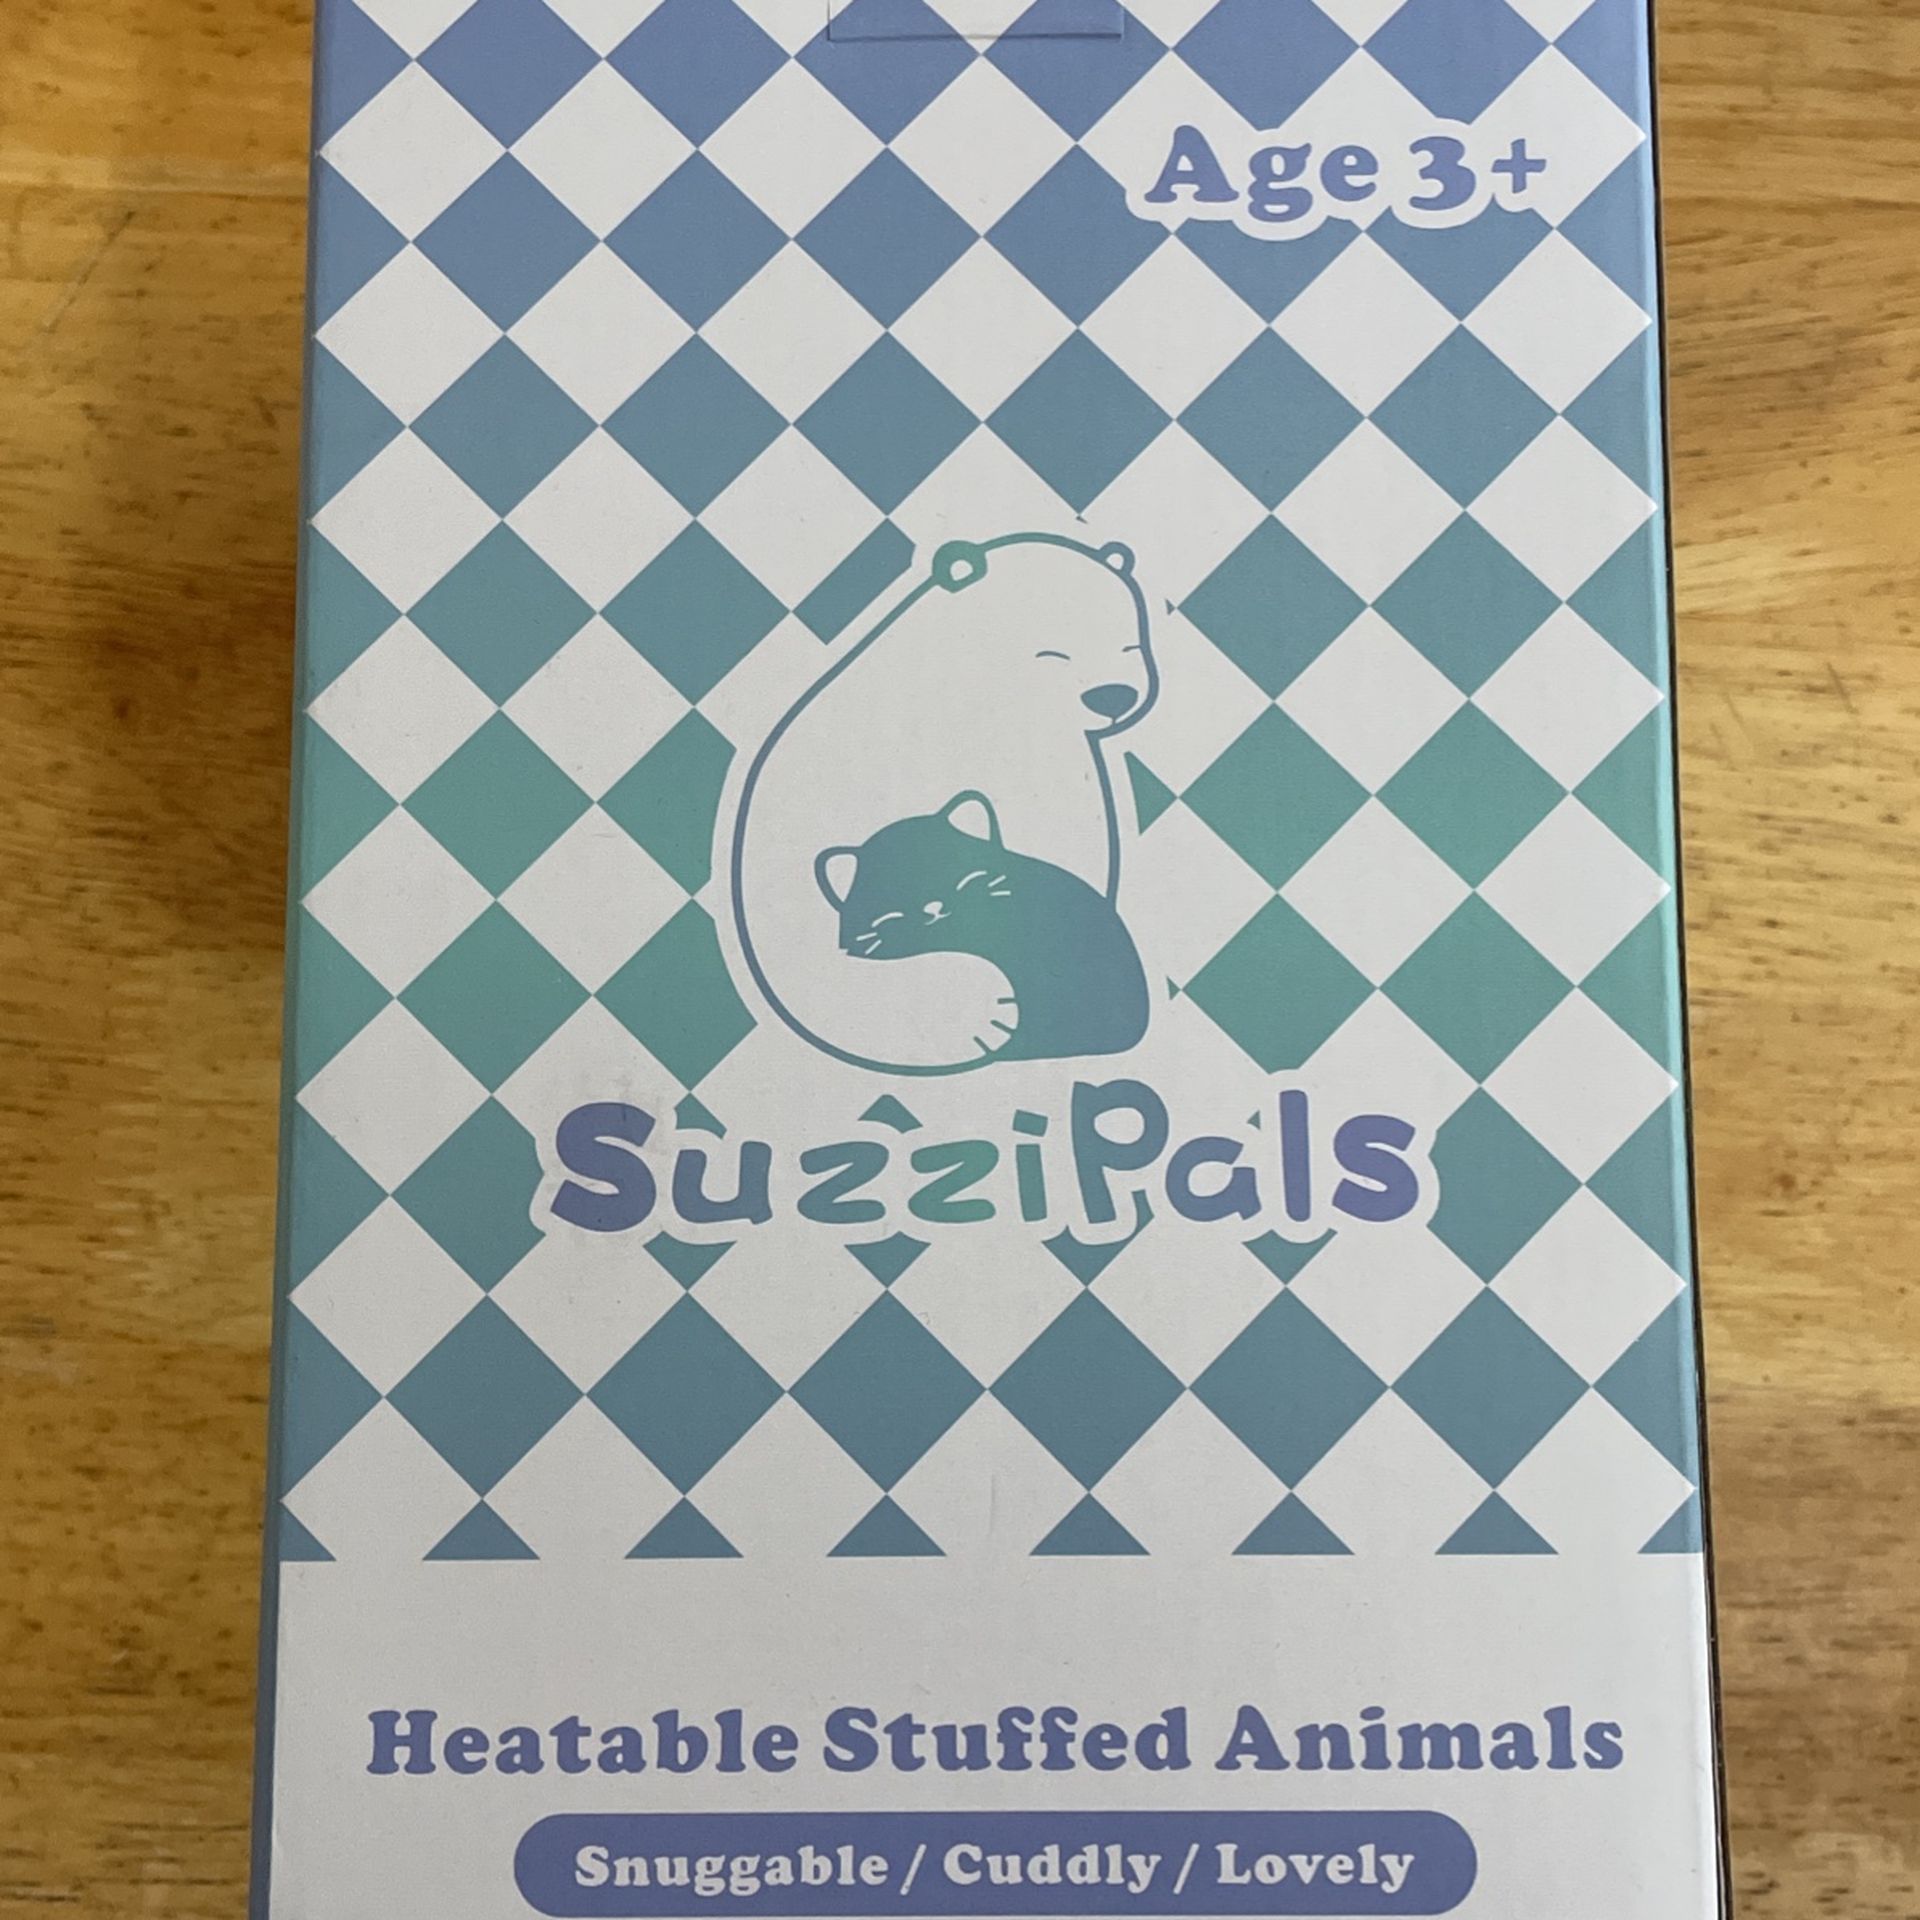 Age 3+
SuzziPals
Heatable Stuffed Animals
Snuggable / Cuddly / Lovely